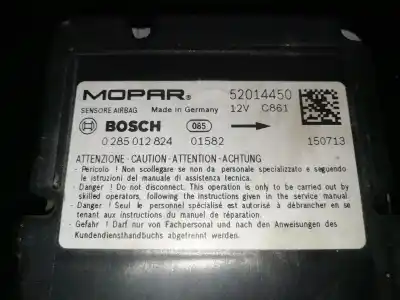 MOPAR® 52014450
SENSORE AIRBAG Made in Germany 12V C861
BOSCH 085
0 285 012 824 01582 150713
ATTENZIONE - CAUTION - ATTENTION - ACHTUNG
- Pericolo ! Non scollegare se non da personale specializzato e seguendo
le istruzioni del manuale di assistenza tecnica.
- Danger ! Do not disconnect. This operation is only to be carried out by
skilled operators, following the instructions given in the service manual.
- Danger ! Seul le personnel spécialisé est autorisé à débrancher en se
tenant aux instructions du manuel de réparation.
- Gefahr ! Darf nur von Fachpersonal und nach den Anweisungen des
Kundendiensthandbuchs abgetrennt werden.